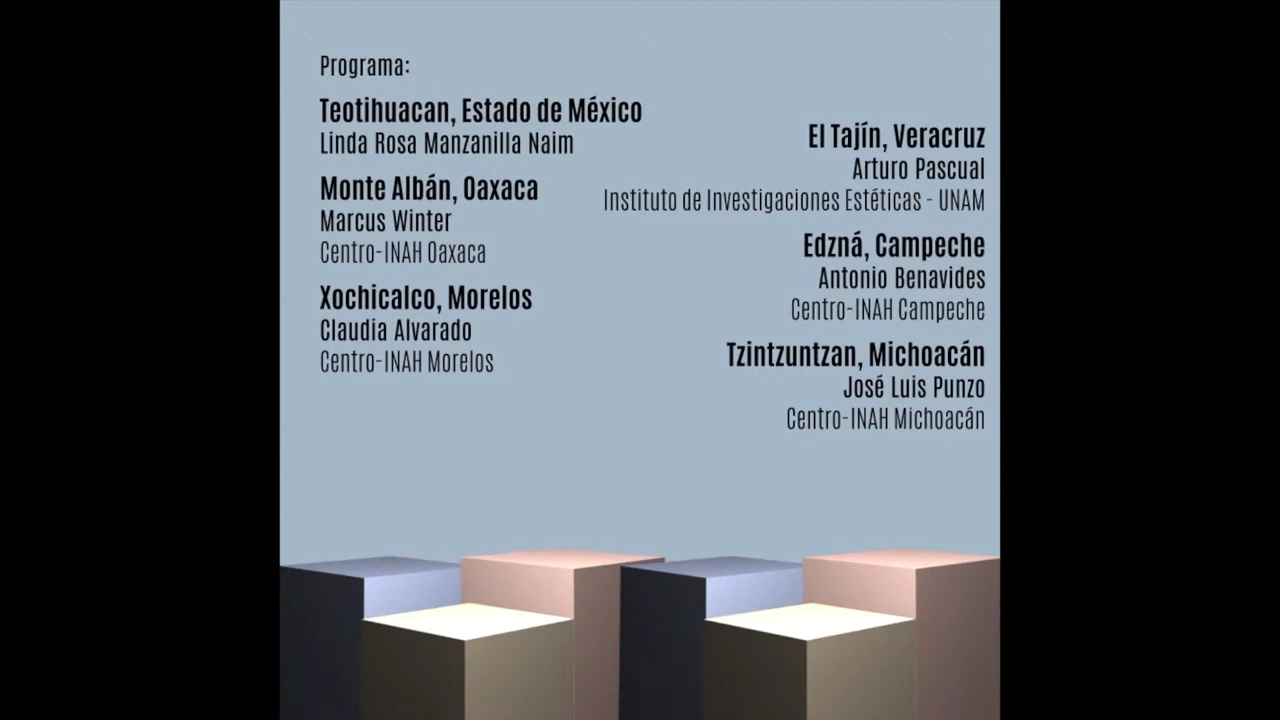 Programa:
Teotihuacan, Estado de México
Linda Rosa Manzanilla Naim
Monte Albán, Oaxaca
Marcus Winter
Centro-INAH Oaxaca
Xochicalco, Morelos
Claudia Alvarado
Centro-INAH Morelos
El Tajín, Veracruz
Arturo Pascual
Instituto de Investigaciones Estéticas - UNAM
Edzná, Campeche
Antonio Benavides
Centro-INAH Campeche
Tzintzuntzan, Michoacán
José Luis Punzo
Centro-INAH Michoacán